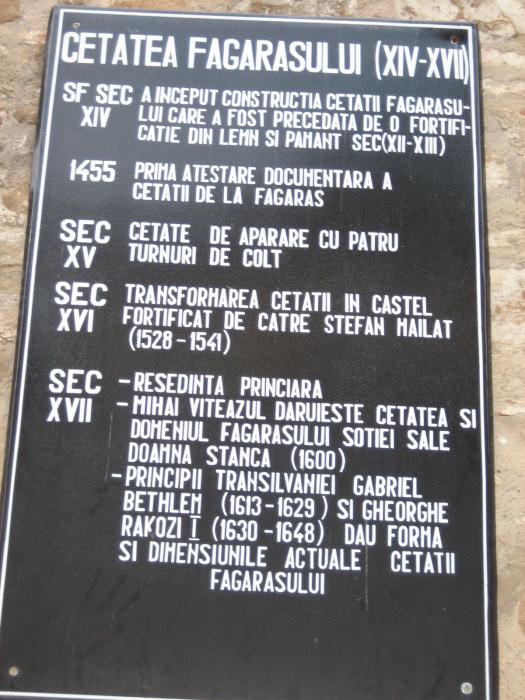 CETATEA FAGARASULUI (XIV-XVII)
SF SEC A INCEPUT CONSTRUCTIA CETATII FAGARASU-
XIV LUI CARE A FOST PRECEDATA DE O FORTIFI-
CATIE DIN LEMN SI PAMANT SEC(XII-XIII)
1455 PRIMA ATESTARE DOCUMENTARA A
CETATII DE LA FAGARAS
SEC CETATE DE APARARE CU PATRU
XV TURNURI DE COLT
SEC TRANSFORMAREA CETATII IN CASTEL
XVI FORTIFICAT DE CATRE STEFAN MAILAT
(1528-1541)
SEC -RESEDINTA PRINCIARA
XVII -MIHAI VITEAZUL DARUIESTE CETATEA SI
DOMENIUL FAGARASULUI SOTIEI SALE
DOAMNA STANCA (1600)
-PRINCIPII TRANSILVANIEI GABRIEL
BETHLEM (1613-1629) SI GHEORGHE
RAKOZI I (1630-1648) DAU FORMA
SI DIMENSIUNILE ACTUALE CETATII
FAGARASULUI